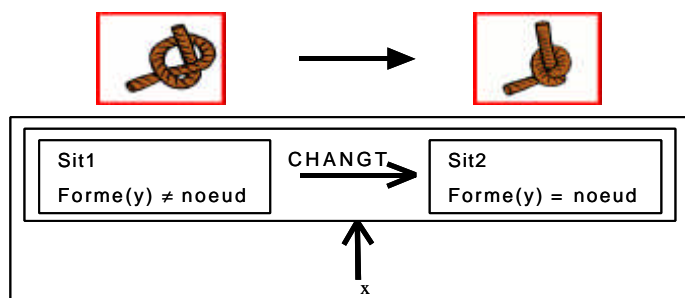 Sit1
Forme(y) ≠ noeud
CHANGT
Sit2
Forme(y) = noeud
x